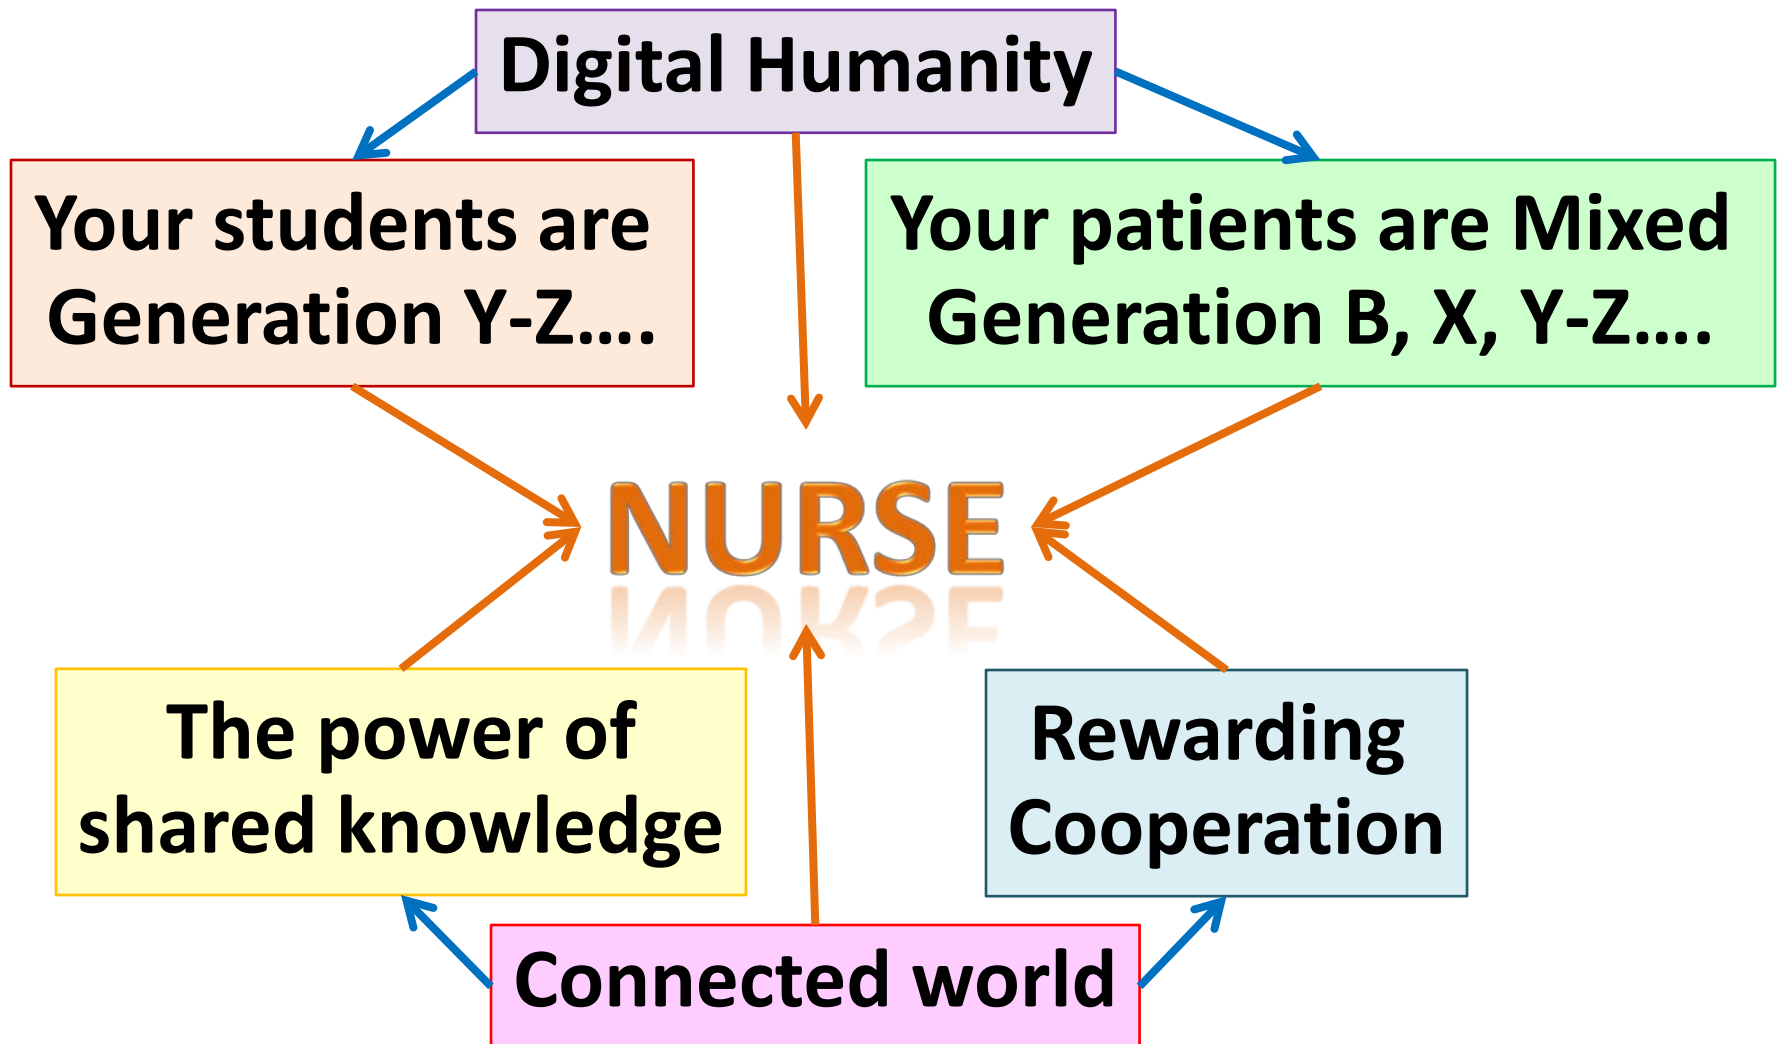 Digital Humanity
Your students are
Generation Y-Z....
Your patients are Mixed
Generation B, X, Y-Z....
NURSE
The power of
shared knowledge
Rewarding
Cooperation
Connected world